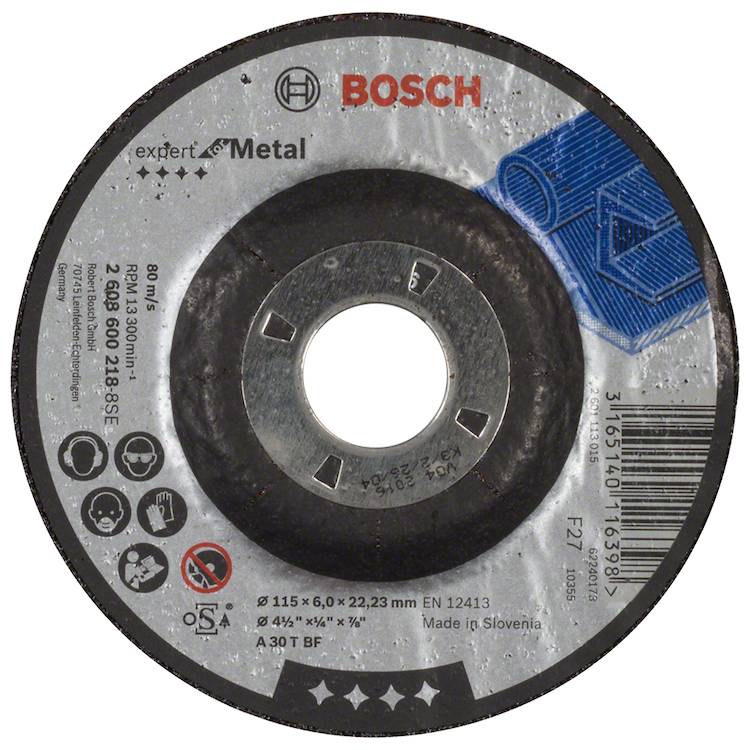 BOSCH
expert for Metal
80 m/s
RPM 13 300min⁻¹
2 608 600 218-8SE
Robert Bosch GmbH
70745 Leinfelden-Echterdingen
Germany
6
V04 2016
K3.2
2 601 113 015
3 165140 116398 >
F27
62240173
10355
Ø 115 × 6,0 × 22,23 mm EN 12413
Ø 4½" ×¼" × ⅞" Made in Slovenia
A 30 T BF
oSa®